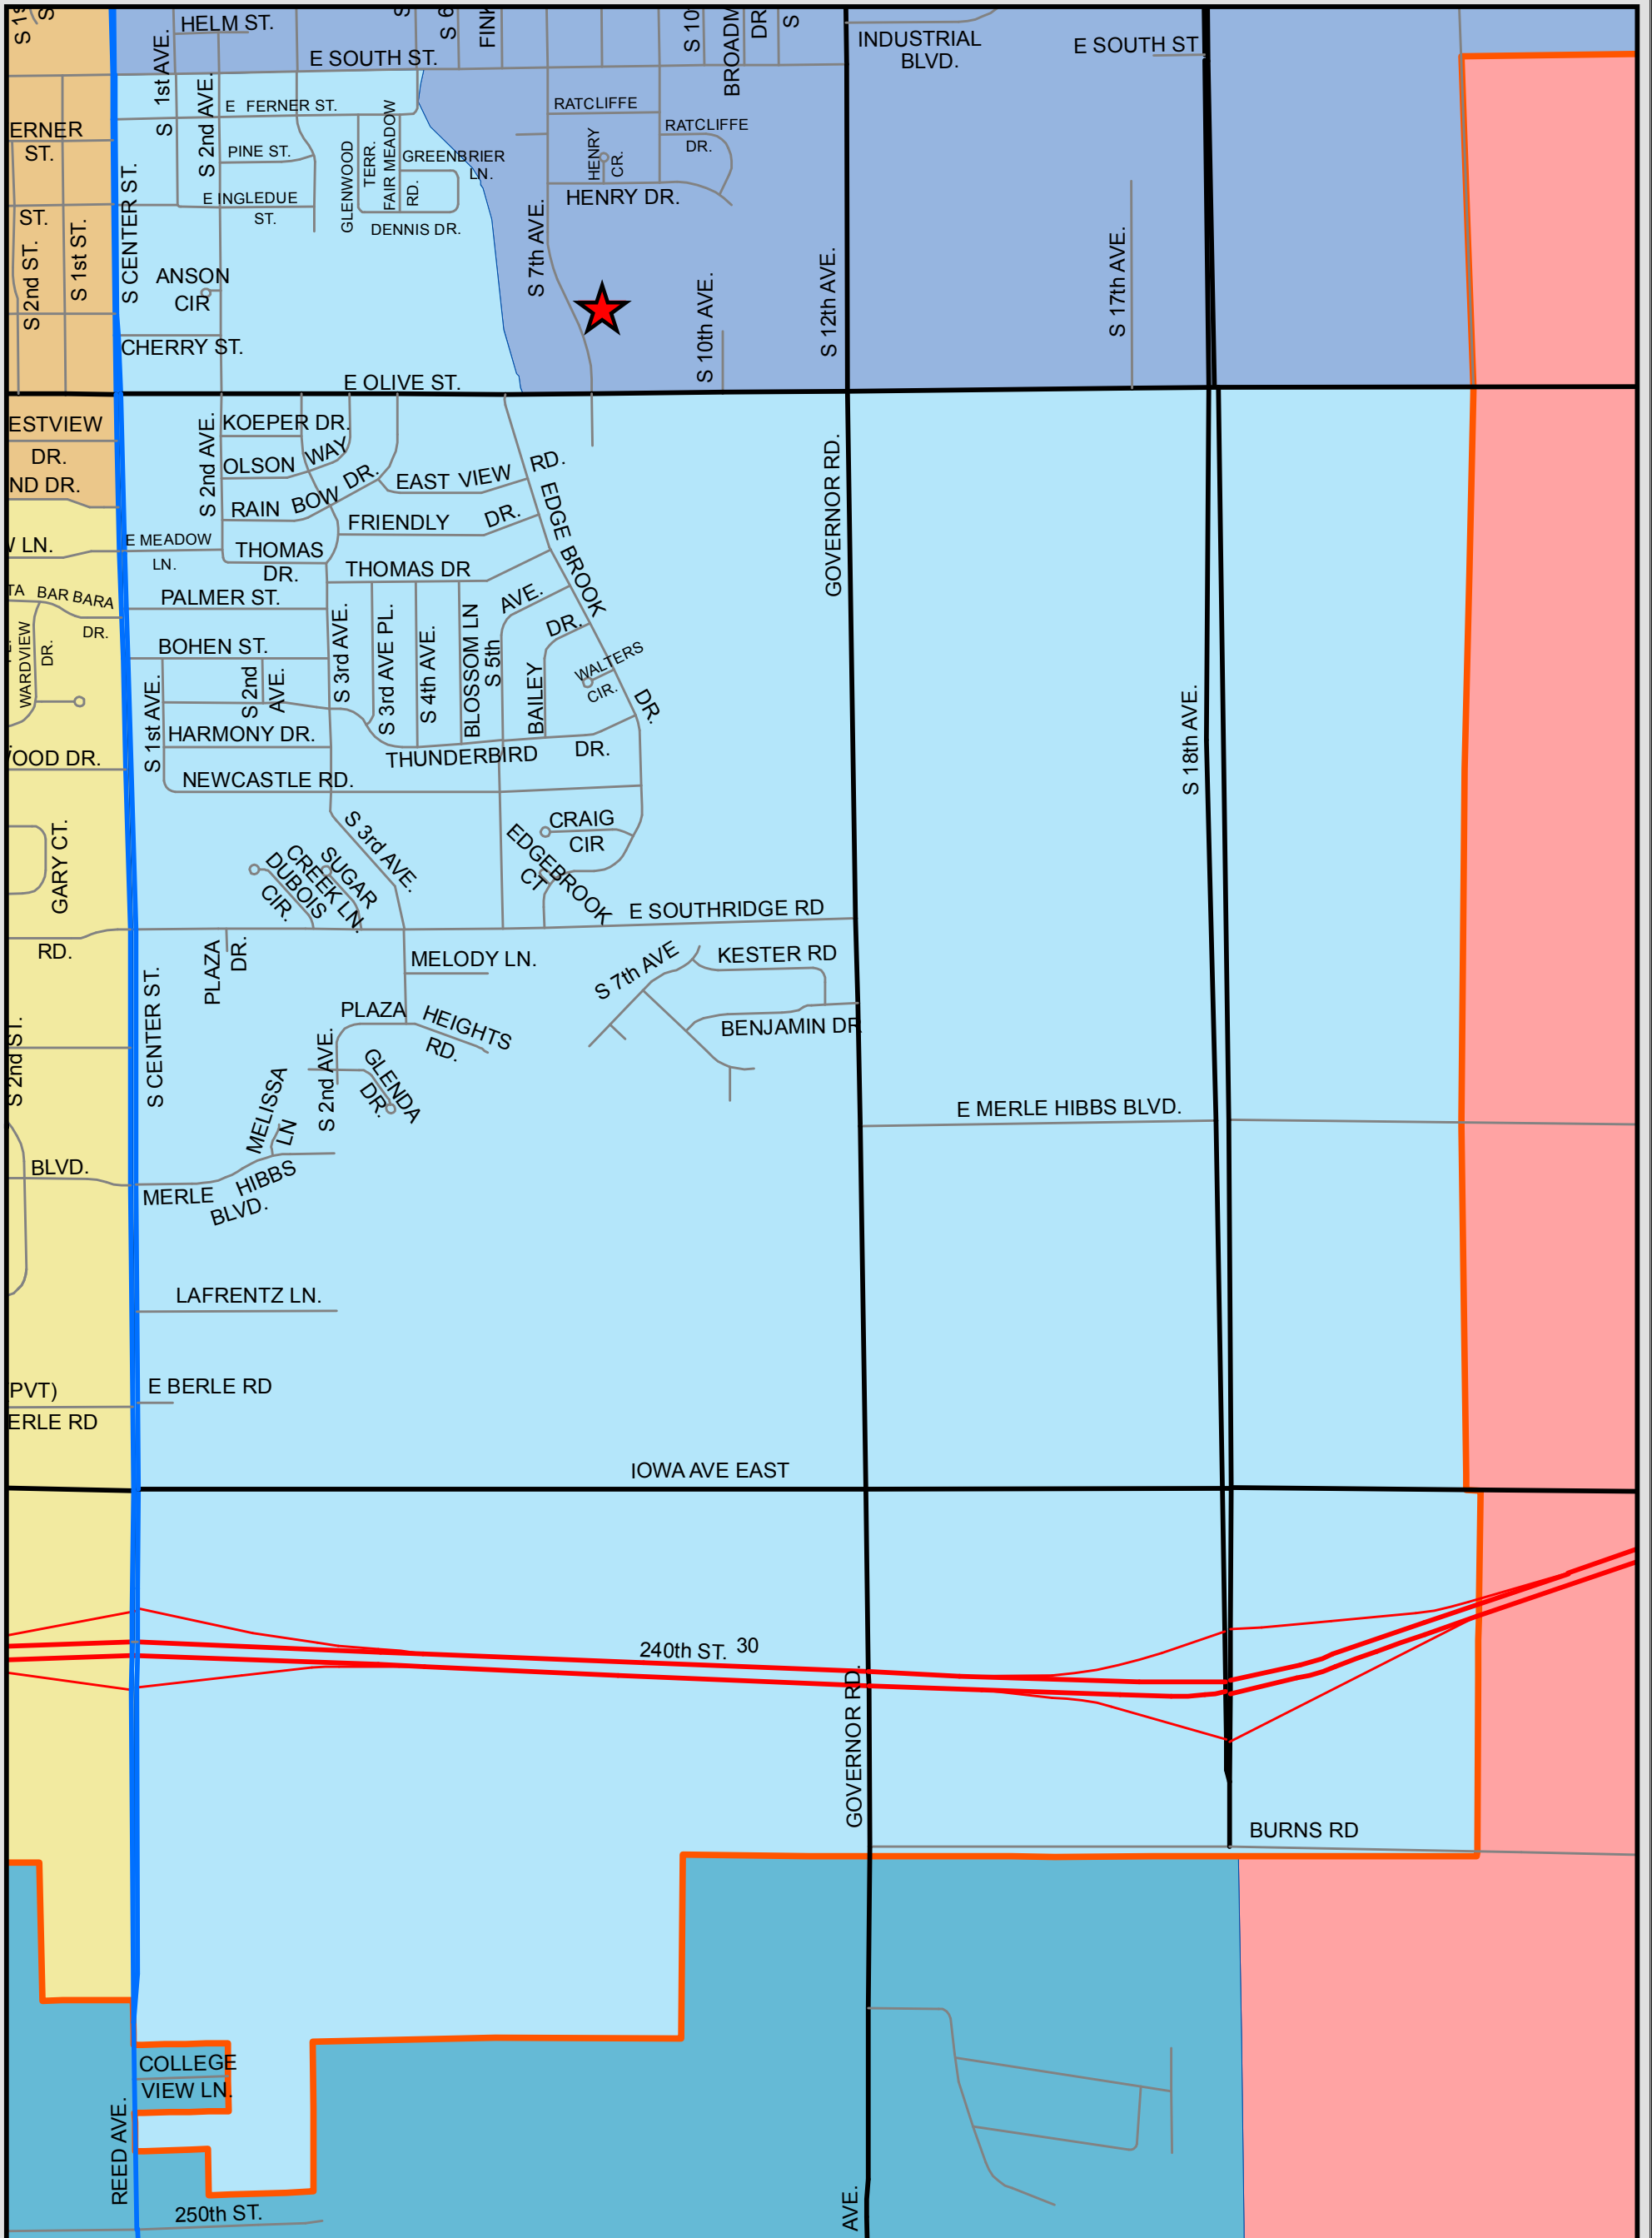 HELM ST.
S 1st AVE.
E SOUTH ST.
S 6
FINK
S 10
BROADM
DR
S
INDUSTRIAL
BLVD.
E SOUTH ST
S 2nd AVE.
E FERNER ST.
RATCLIFFE
RATCLIFFE
DR.
ERNER
ST.
PINE ST.
GLENWOOD
TERR.
FAIR MEADOW
RD.
GREENBRIER
LN.
HENRY
CR.
HENRY DR.
E INGLEDUE
ST.
DENNIS DR.
ST.
S 2nd ST.
S 1st ST.
S CENTER ST.
ANSON
CIR
S 7th AVE.
S 10th AVE.
S 12th AVE.
S 17th AVE.
CHERRY ST.
E OLIVE ST.
ESTVIEW
DR.
ND DR.
S 2nd AVE.
KOEPER DR.
OLSON WAY
RAIN BOW DR.
EAST VIEW RD.
FRIENDLY DR.
EDGE BROOK DR.
GOVERNOR RD.
LN.
E MEADOW
LN.
THOMAS
DR.
THOMAS DR
TA BAR BARA
DR.
PALMER ST.
WARDVIEW
DR.
BOHEN ST.
S 1st AVE.
S 2nd
AVE.
S 3rd AVE.
S 3rd AVE PL.
S 4th AVE.
BLOSSOM LN
S 5th AVE.
BAILEY DR.
WALTERS
CIR.
S 18th AVE.
HARMONY DR.
THUNDERBIRD DR.
OOD DR.
NEWCASTLE RD.
GARY CT.
S 3rd AVE.
CRAIG
CIR
EDGEBROOK
CT
SUGAR
CREEK LN.
DUBOIS
CIR.
E SOUTHRIDGE RD
RD.
PLAZA
DR.
MELODY LN.
S 7th AVE
KESTER RD
BENJAMIN DR
S 2nd ST.
S CENTER ST.
PLAZA HEIGHTS
RD.
S 2nd AVE.
GLENDA
DR.
MELISSA
LN
E MERLE HIBBS BLVD.
BLVD.
MERLE HIBBS
BLVD.
LAFRENTZ LN.
PVT)
E BERLE RD
ERLE RD
IOWA AVE EAST
240th ST. 30
GOVERNOR RD.
BURNS RD
COLLEGE
VIEW LN.
REED AVE.
250th ST.
AVE.